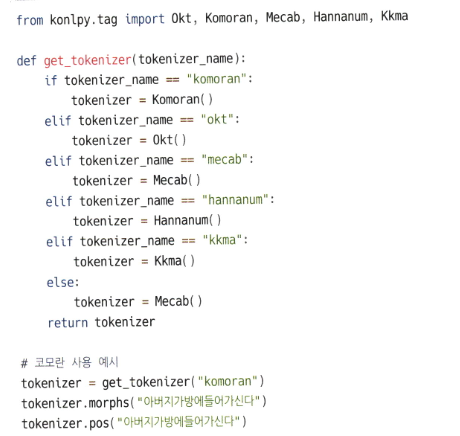 from konlpy.tag import Okt, Komoran, Mecab, Hannanum, Kkma

def get_tokenizer(tokenizer_name):
    if tokenizer_name == "komoran":
        tokenizer = Komoran()
    elif tokenizer_name == "okt":
        tokenizer = Okt()
    elif tokenizer_name == "mecab":
        tokenizer = Mecab()
    elif tokenizer_name == "hannanum":
        tokenizer = Hannanum()
    elif tokenizer_name == "kkma":
        tokenizer = Kkma()
    else:
        tokenizer = Mecab()
    return tokenizer

# 코모란 사용 예시
tokenizer = get_tokenizer("komoran")
tokenizer.morphs("아버지가방에들어가신다")
tokenizer.pos("아버지가방에들어가신다")